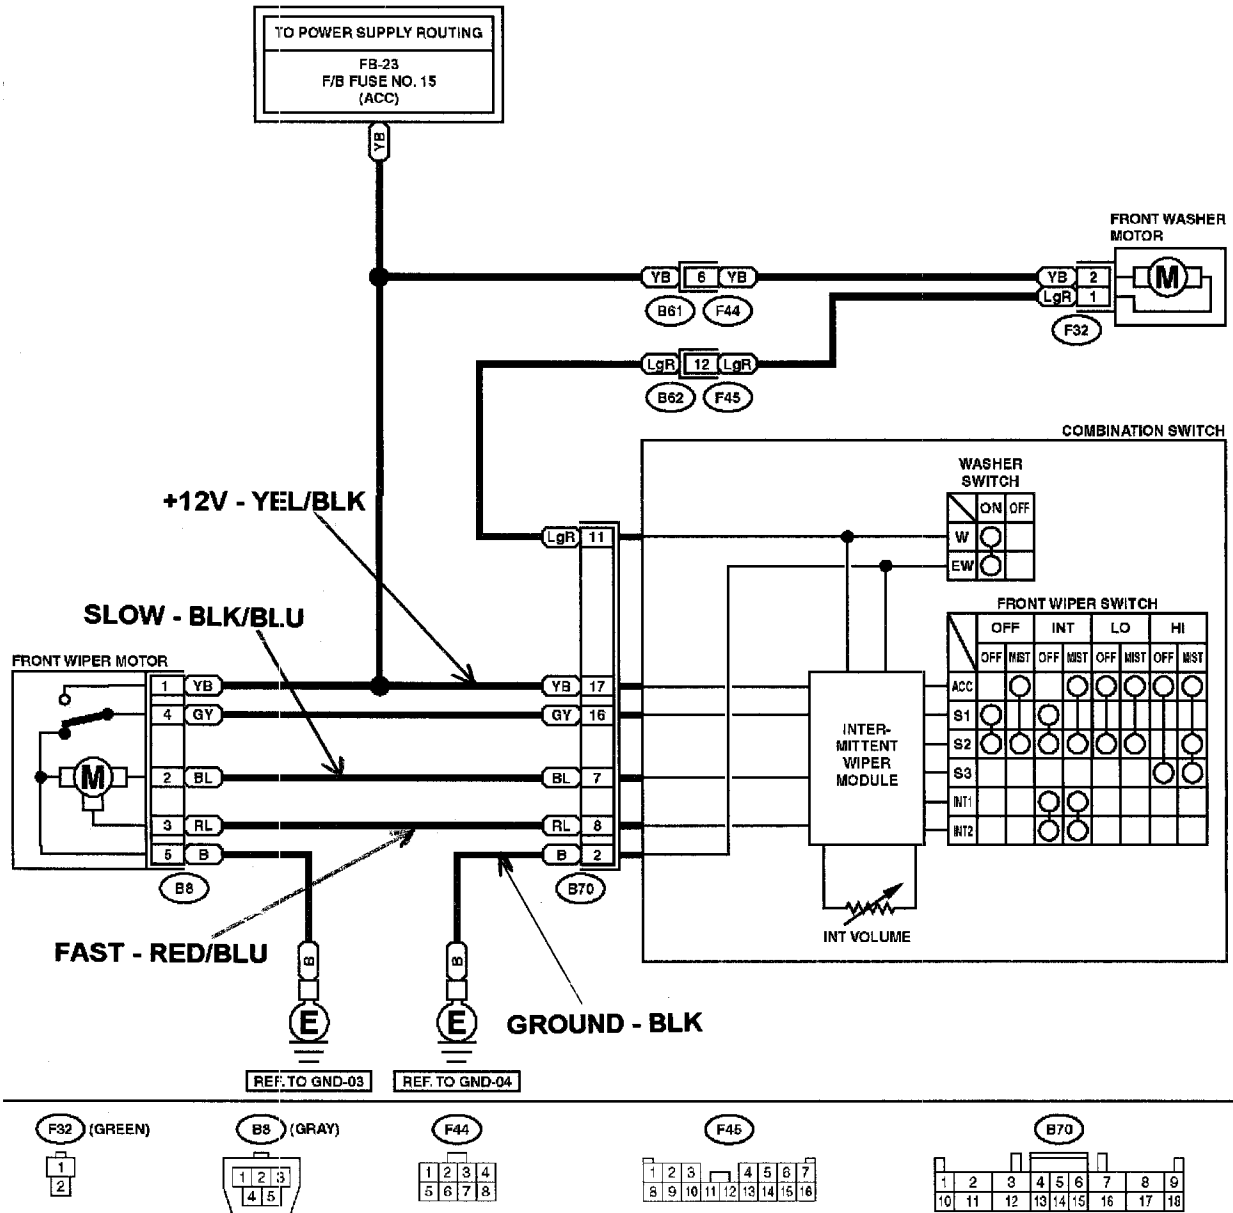 TO POWER SUPPLY ROUTING
FB-23
F/B FUSE NO. 15
(ACC)
YB
FRONT WASHER
MOTOR
YB 6 YB
YB 2
M
LgR 1
B61 F44
F32
LgR 12 LgR
B62 F45
COMBINATION SWITCH
WASHER
SWITCH
ON OFF
W
EW
+12V - YEL/BLK
LgR 11
SLOW - BLK/BLU
FRONT WIPER SWITCH
OFF INT LO HI
OFF MIST OFF MIST OFF MIST OFF MIST
ACC
S1
S2
S3
INT1
INT2
FRONT WIPER MOTOR
1 YB
YB 17
4 GY
GY 16
INTER-
MITTENT
WIPER
MODULE
M
2 BL
BL 7
3 RL
RL 8
5 B
B 2
B8
B70
INT VOLUME
FAST - RED/BLU
B
B
E
E
GROUND - BLK
REF. TO GND-03
REF. TO GND-04
F32 (GREEN)
1
2
B8 (GRAY)
1 2 3
4 5
F44
1 2 3 4
5 6 7 8
F45
1 2 3 4 5 6 7
8 9 10 11 12 13 14 15 16
B70
1 2 3 4 5 6 7 8 9
10 11 12 13 14 15 16 17 18